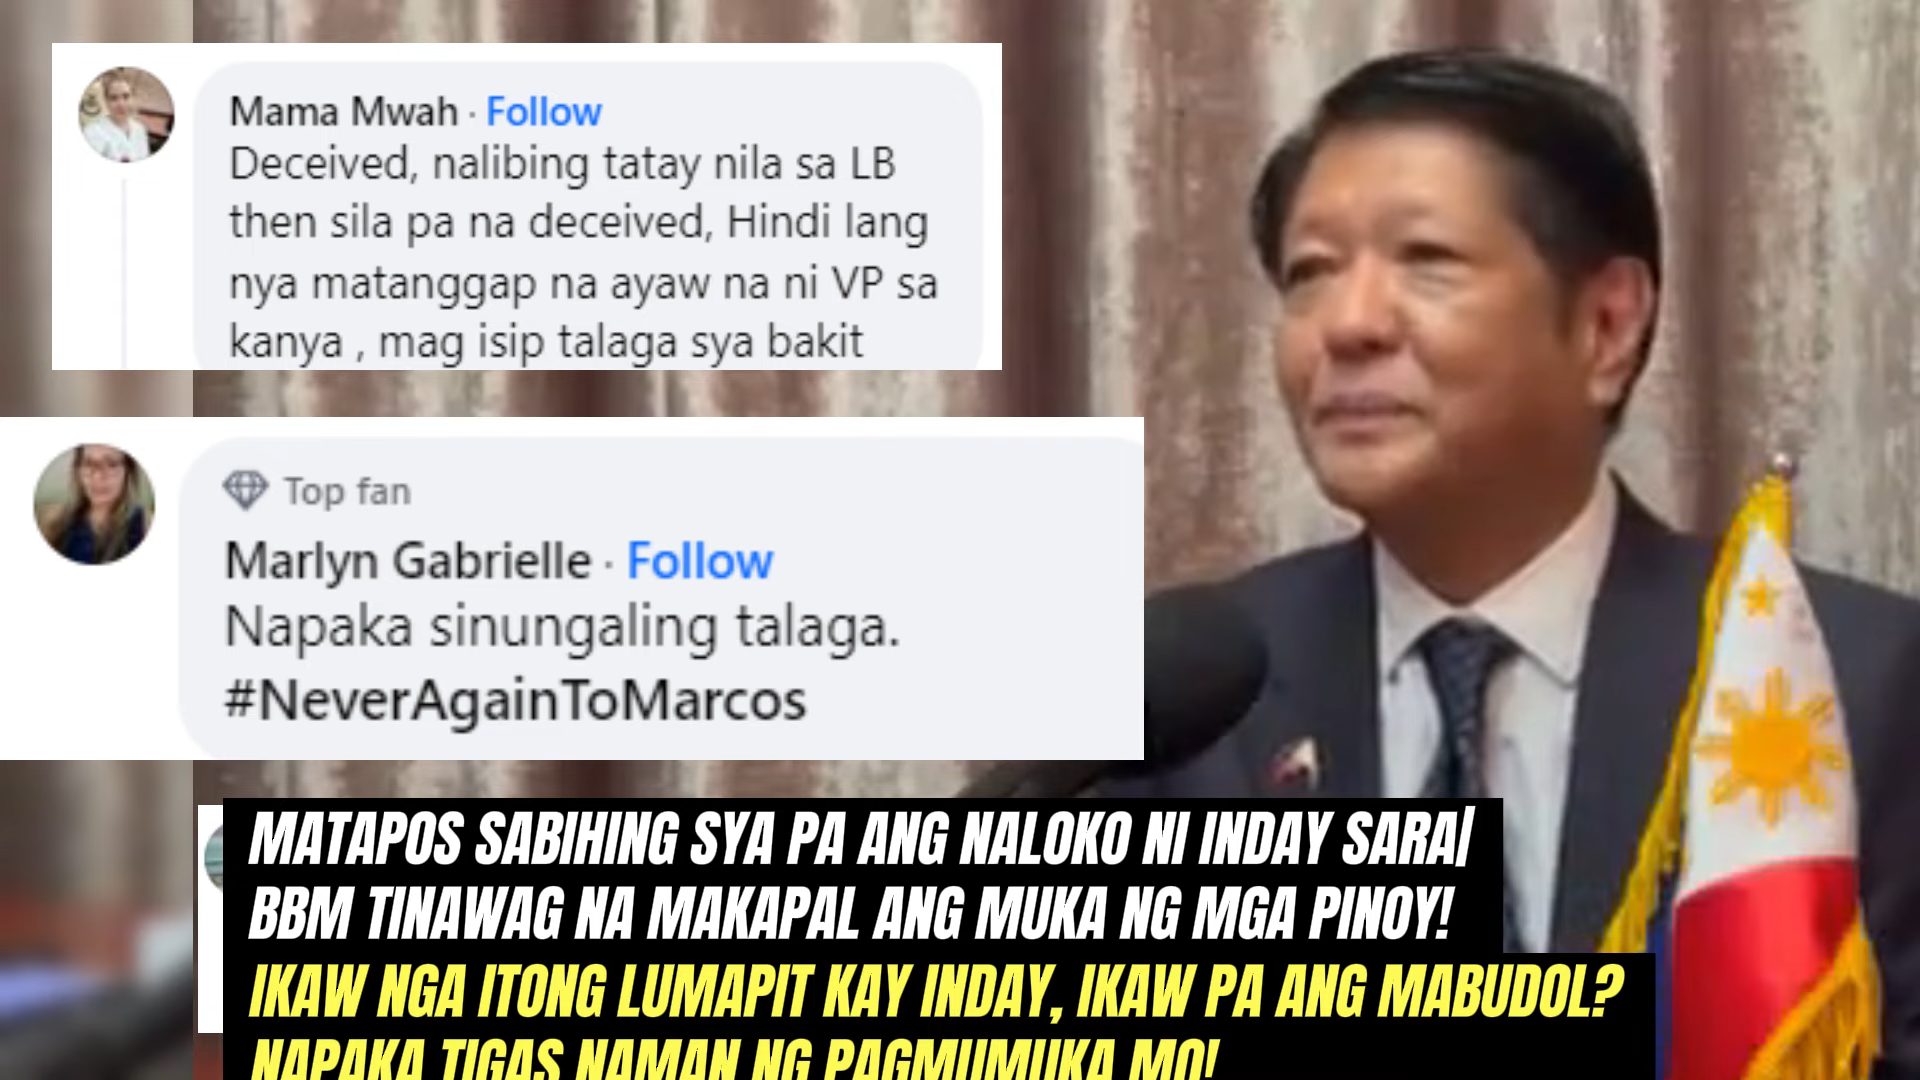 Mama Mwah · Follow
Deceived, nalibing tatay nila sa LB
then sila pa na deceived, Hindi lang
nya matanggap na ayaw na ni VP sa
kanya , mag isip talaga sya bakit
Top fan
Marlyn Gabrielle · Follow
Napaka sinungaling talaga.
#NeverAgainToMarcos
MATAPOS SABIHING SYA PA ANG NALOKO NI INDAY SARA|
BBM TINAWAG NA MAKAPAL ANG MUKA NG MGA PINOY!
IKAW NGA ITONG LUMAPIT KAY INDAY, IKAW PA ANG MABUDOL?
NAPAKA TIGAS NAMAN NG PAGMUMUKA MO!